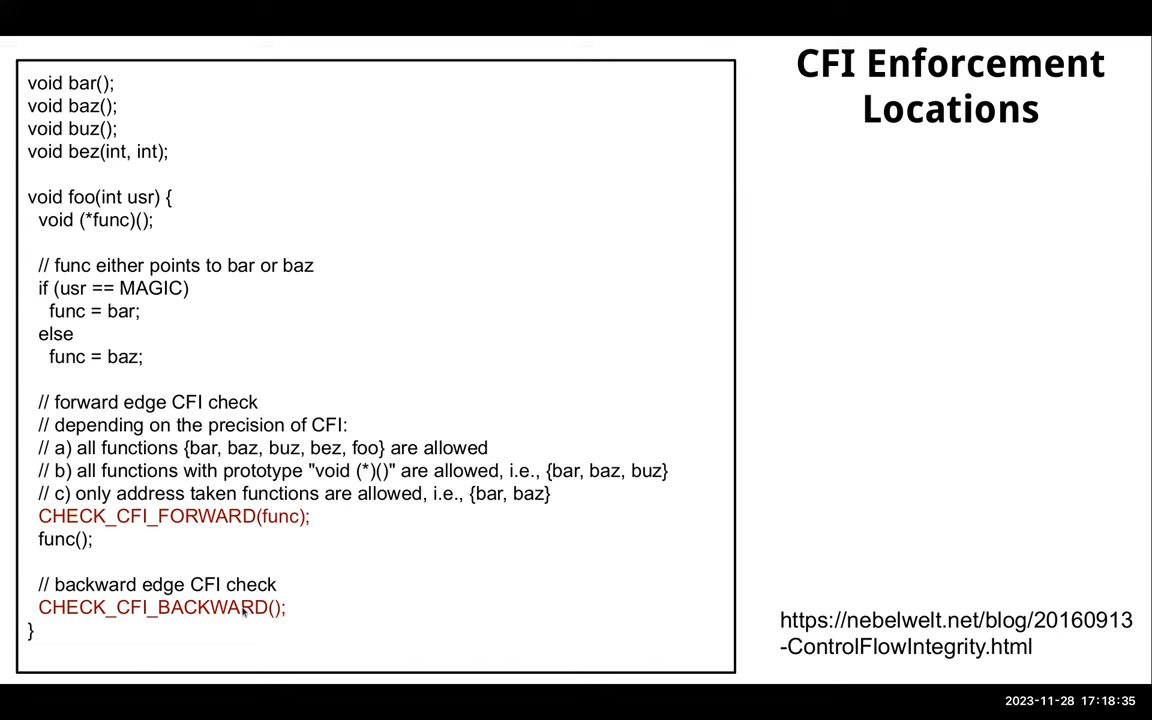 void bar();
void baz();
void buz();
void bez(int, int);
void foo(int usr) {
void (*func)();
// func either points to bar or baz
if (usr == MAGIC)
func = bar;
else
func = baz;
// forward edge CFI check
// depending on the precision of CFI:
// a) all functions {bar, baz, buz, bez, foo} are allowed
// b) all functions with prototype "void (*)()" are allowed, i.e., {bar, baz, buz}
// c) only address taken functions are allowed, i.e., {bar, baz}
CHECK_CFI_FORWARD(func);
func();
// backward edge CFI check
CHECK_CFI_BACKWARD();
}
CFI Enforcement
Locations
https://nebelwelt.net/blog/20160913
-ControlFlowIntegrity.html
2023-11-28 17:18:35